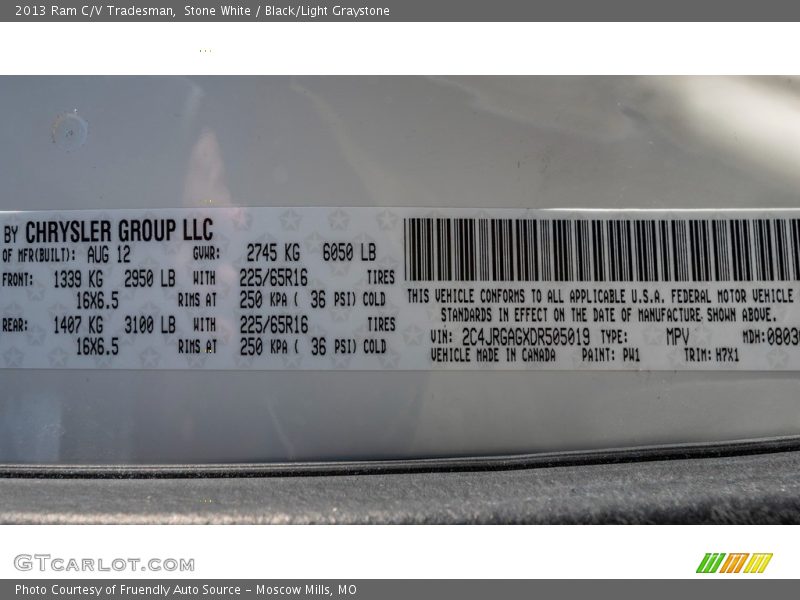 2013 Ram C/V Tradesman, Stone White / Black/Light Graystone
BY CHRYSLER GROUP LLC
OF MFR(BUILT): AUG 12 GVWR: 2745 KG 6050 LB
FRONT: 1339 KG 2950 LB WITH 225/65R16 TIRES
16X6.5 RIMS AT 250 KPA ( 36 PSI) COLD
REAR: 1407 KG 3100 LB WITH 225/65R16 TIRES
16X6.5 RIMS AT 250 KPA ( 36 PSI) COLD
THIS VEHICLE CONFORMS TO ALL APPLICABLE U.S.A. FEDERAL MOTOR VEHICLE
STANDARDS IN EFFECT ON THE DATE OF MANUFACTURE SHOWN ABOVE.
VIN: 2C4JRGAGXDR505019 TYPE: MPV MDH: 08030
VEHICLE MADE IN CANADA PAINT: PW1 TRIM: H7X1
GTCarLot.com
Photo Courtesy of Fruendly Auto Source - Moscow Mills, MO